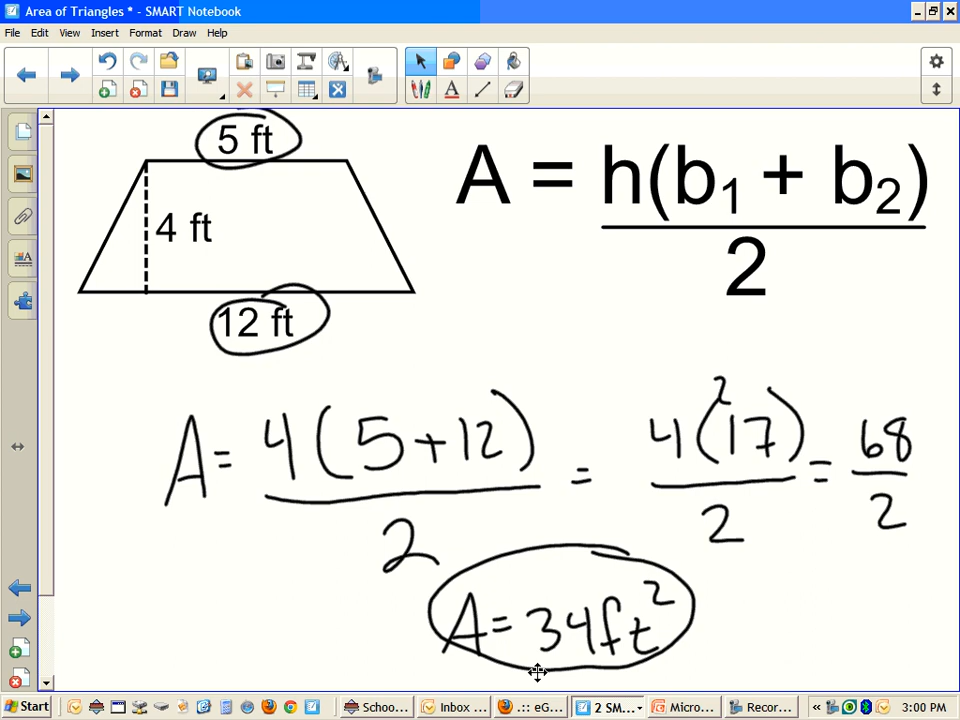 Area of Triangles * - SMART Notebook
File Edit View Insert Format Draw Help
5 ft
4 ft
12 ft
A = h(b₁ + b₂)
2
A = 4(5+12) = 4(17) = 68
2 2 2
2
A = 34ft²
Start Schoo... Inbox ... .:: eG... 2 SM... Micro... Recor... « 3:00 PM